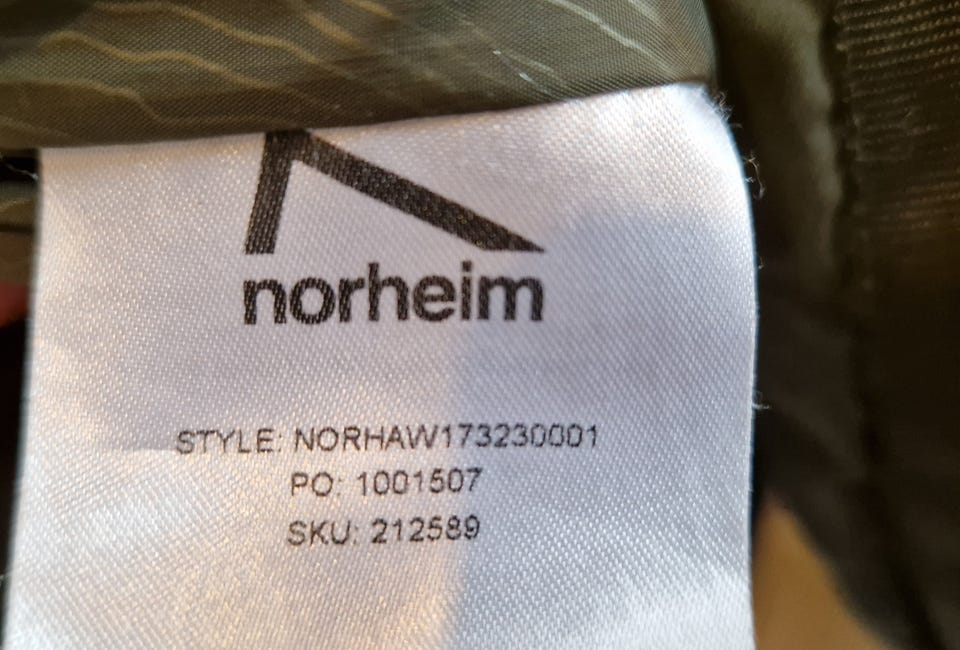 norheim
STYLE: NORHAW173230001
PO: 1001507
SKU: 212589